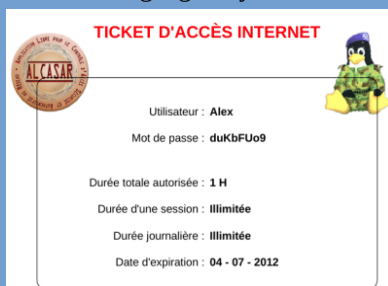 TICKET D'ACCÈS INTERNET
ALCASAR
Utilisateur : Alex
Mot de passe : duKbFUo9
Durée totale autorisée : 1 H
Durée d'une session : Illimitée
Durée journalière : Illimitée
Date d'expiration : 04 - 07 - 2012